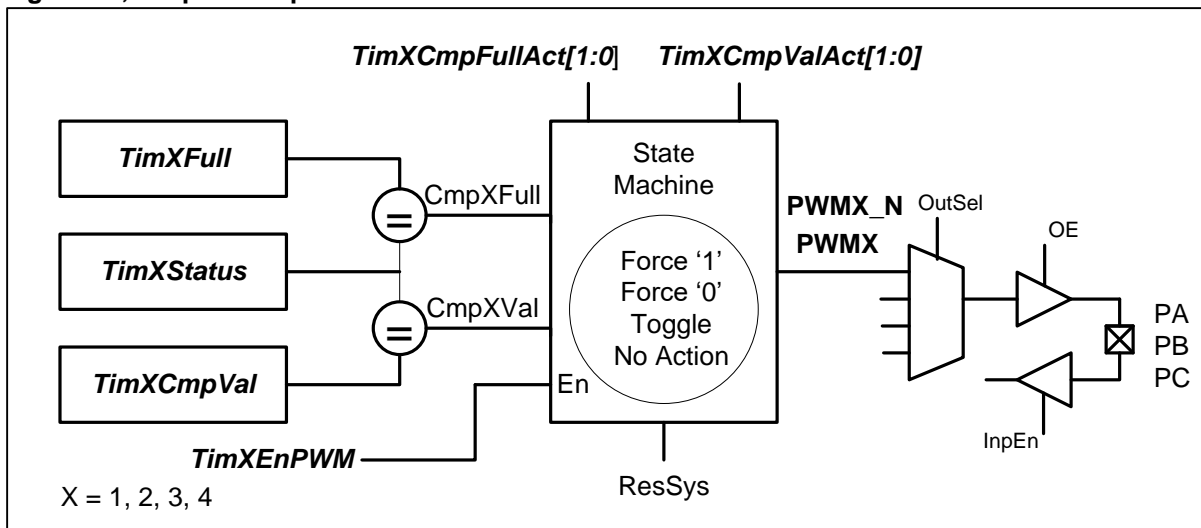 TimXCmpFullAct[1:0]
TimXCmpValAct[1:0]
TimXFull
State
Machine
CmpXFull
PWMX_N
PWMX
OutSel
OE
TimXStatus
Force ‘1’
Force ‘0’
Toggle
No Action
CmpXVal
PA
PB
PC
TimXCmpVal
En
InpEn
TimXEnPWM
ResSys
X = 1, 2, 3, 4